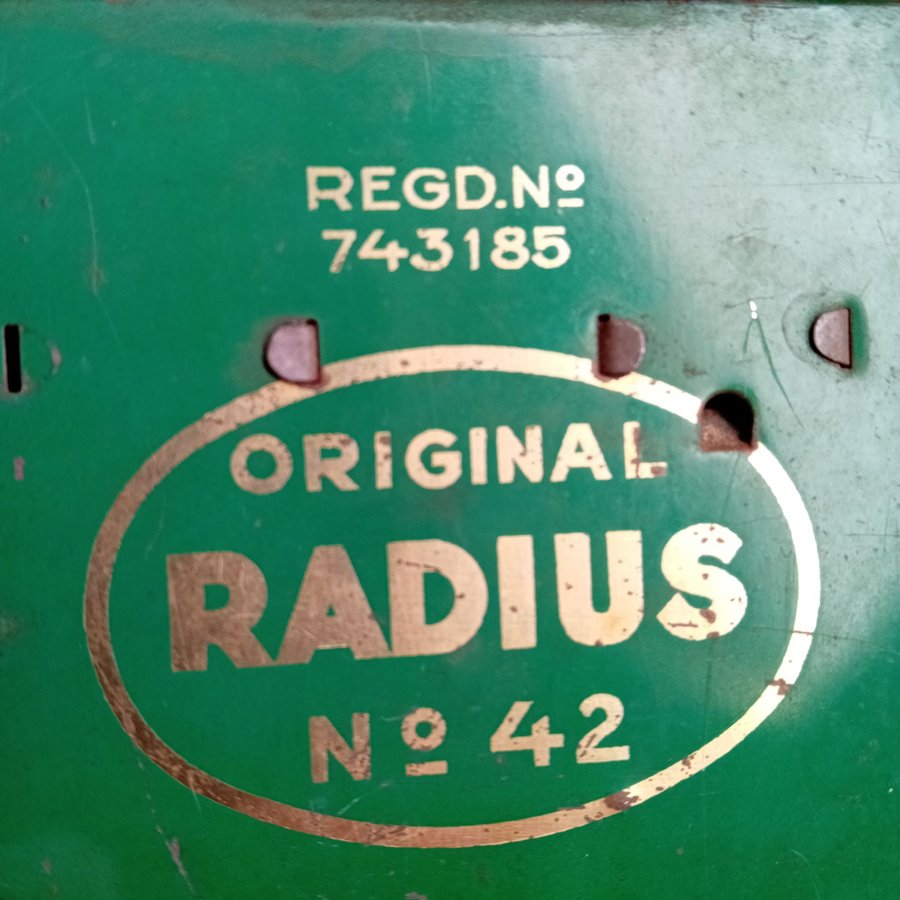 REGD.Nº
743185
ORIGINAL
RADIUS
Nº 42